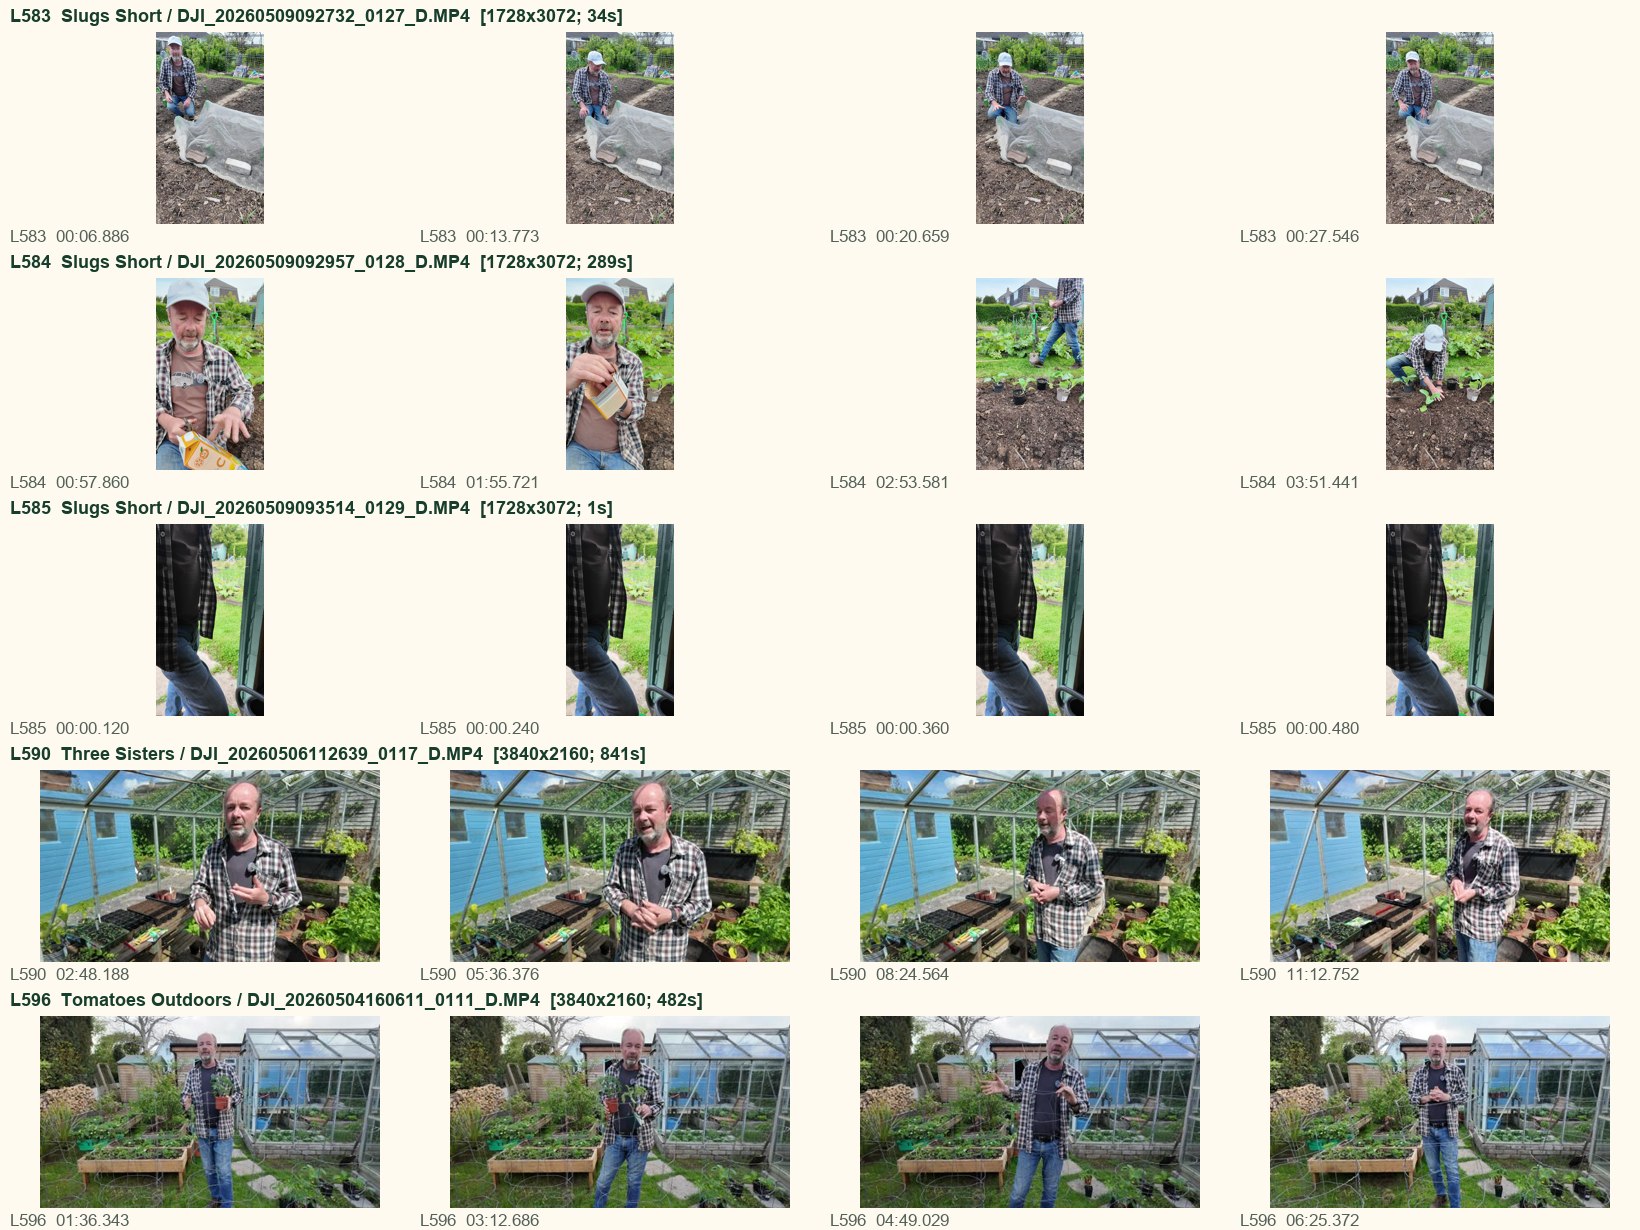 L583 Slugs Short / DJI_20260509092732_0127_D.MP4 [1728x3072; 34s]
L583 00:06.886
L583 00:13.773
L583 00:20.659
L583 00:27.546
L584 Slugs Short / DJI_20260509092957_0128_D.MP4 [1728x3072; 289s]
L584 00:57.860
L584 01:55.721
L584 02:53.581
L584 03:51.441
L585 Slugs Short / DJI_20260509093514_0129_D.MP4 [1728x3072; 1s]
L585 00:00.120
L585 00:00.240
L585 00:00.360
L585 00:00.480
L590 Three Sisters / DJI_20260506112639_0117_D.MP4 [3840x2160; 841s]
L590 02:48.188
L590 05:36.376
L590 08:24.564
L590 11:12.752
L596 Tomatoes Outdoors / DJI_20260504160611_0111_D.MP4 [3840x2160; 482s]
L596 01:36.343
L596 03:12.686
L596 04:49.029
L596 06:25.372